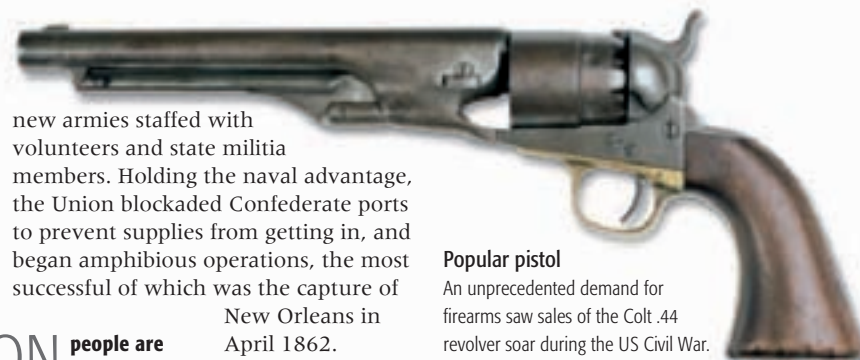 new armies staffed with
volunteers and state militia
members. Holding the naval advantage,
the Union blockaded Confederate ports
to prevent supplies from getting in, and
began amphibious operations, the most
successful of which was the capture of
New Orleans in
April 1862.
ON people are
Popular pistol
An unprecedented demand for
firearms saw sales of the Colt .44
revolver soar during the US Civil War.